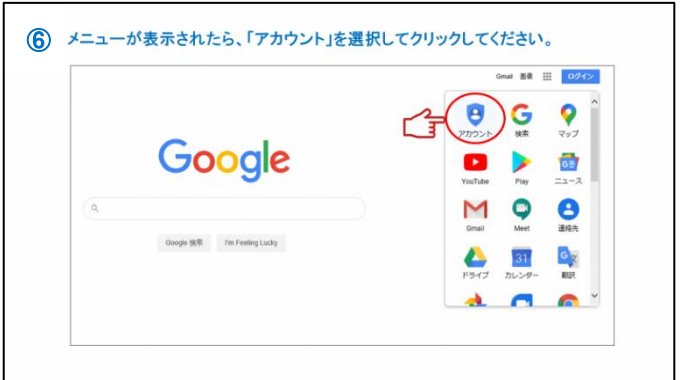 ⑥ メニューが表示されたら、「アカウント」を選択してクリックしてください。
Gmail 画像 ログイン
アカウント 検索 マップ
Google
YouTube Play ニュース
Gmail Meet 連絡先
Google 検索 I'm Feeling Lucky
31
ドライブ カレンダー 翻訳